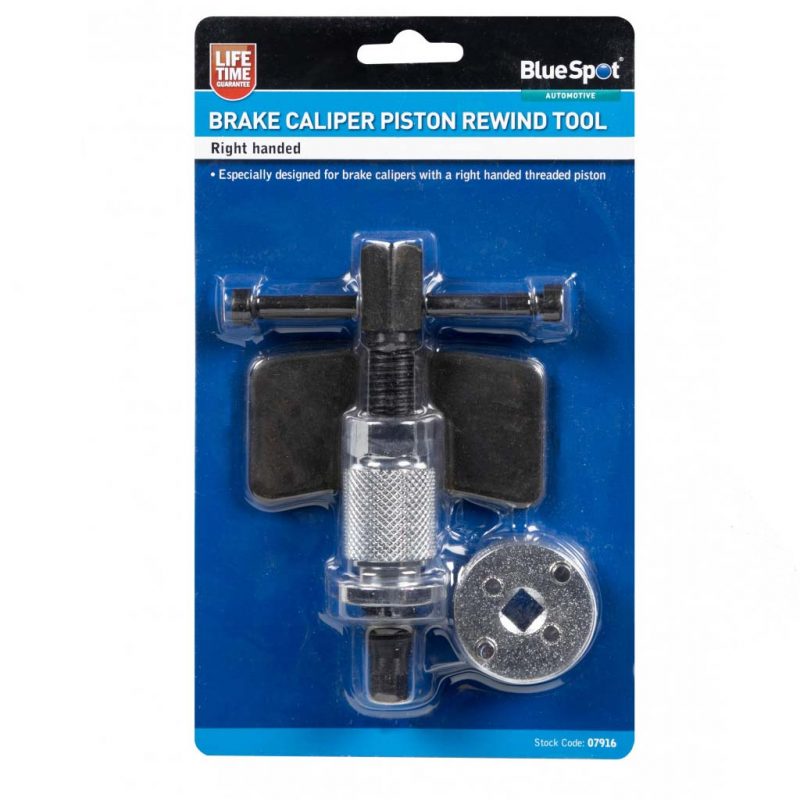 LIFE
TIME
GUARANTEE
BlueSpot®
AUTOMOTIVE
BRAKE CALIPER PISTON REWIND TOOL
Right handed
• Especially designed for brake calipers with a right handed threaded piston
Stock Code: 07916